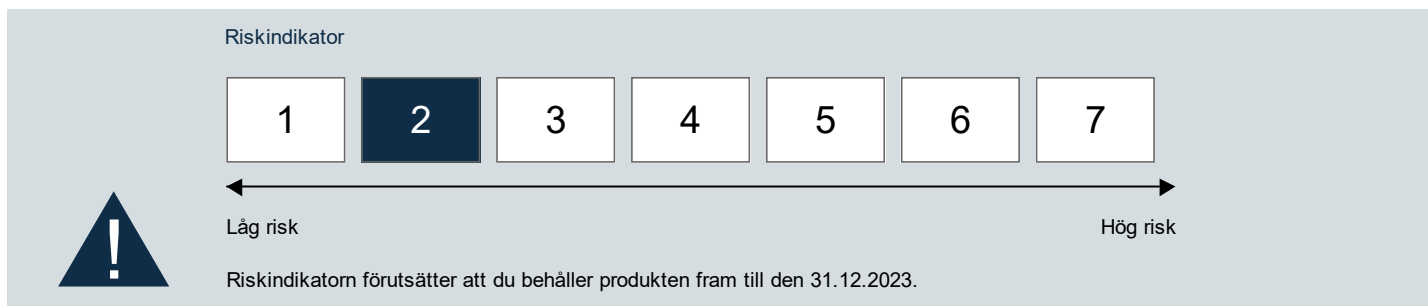 Riskindikator
1 2 3 4 5 6 7
Låg risk Hög risk
!
Riskindikatorn förutsätter att du behåller produkten fram till den 31.12.2023.